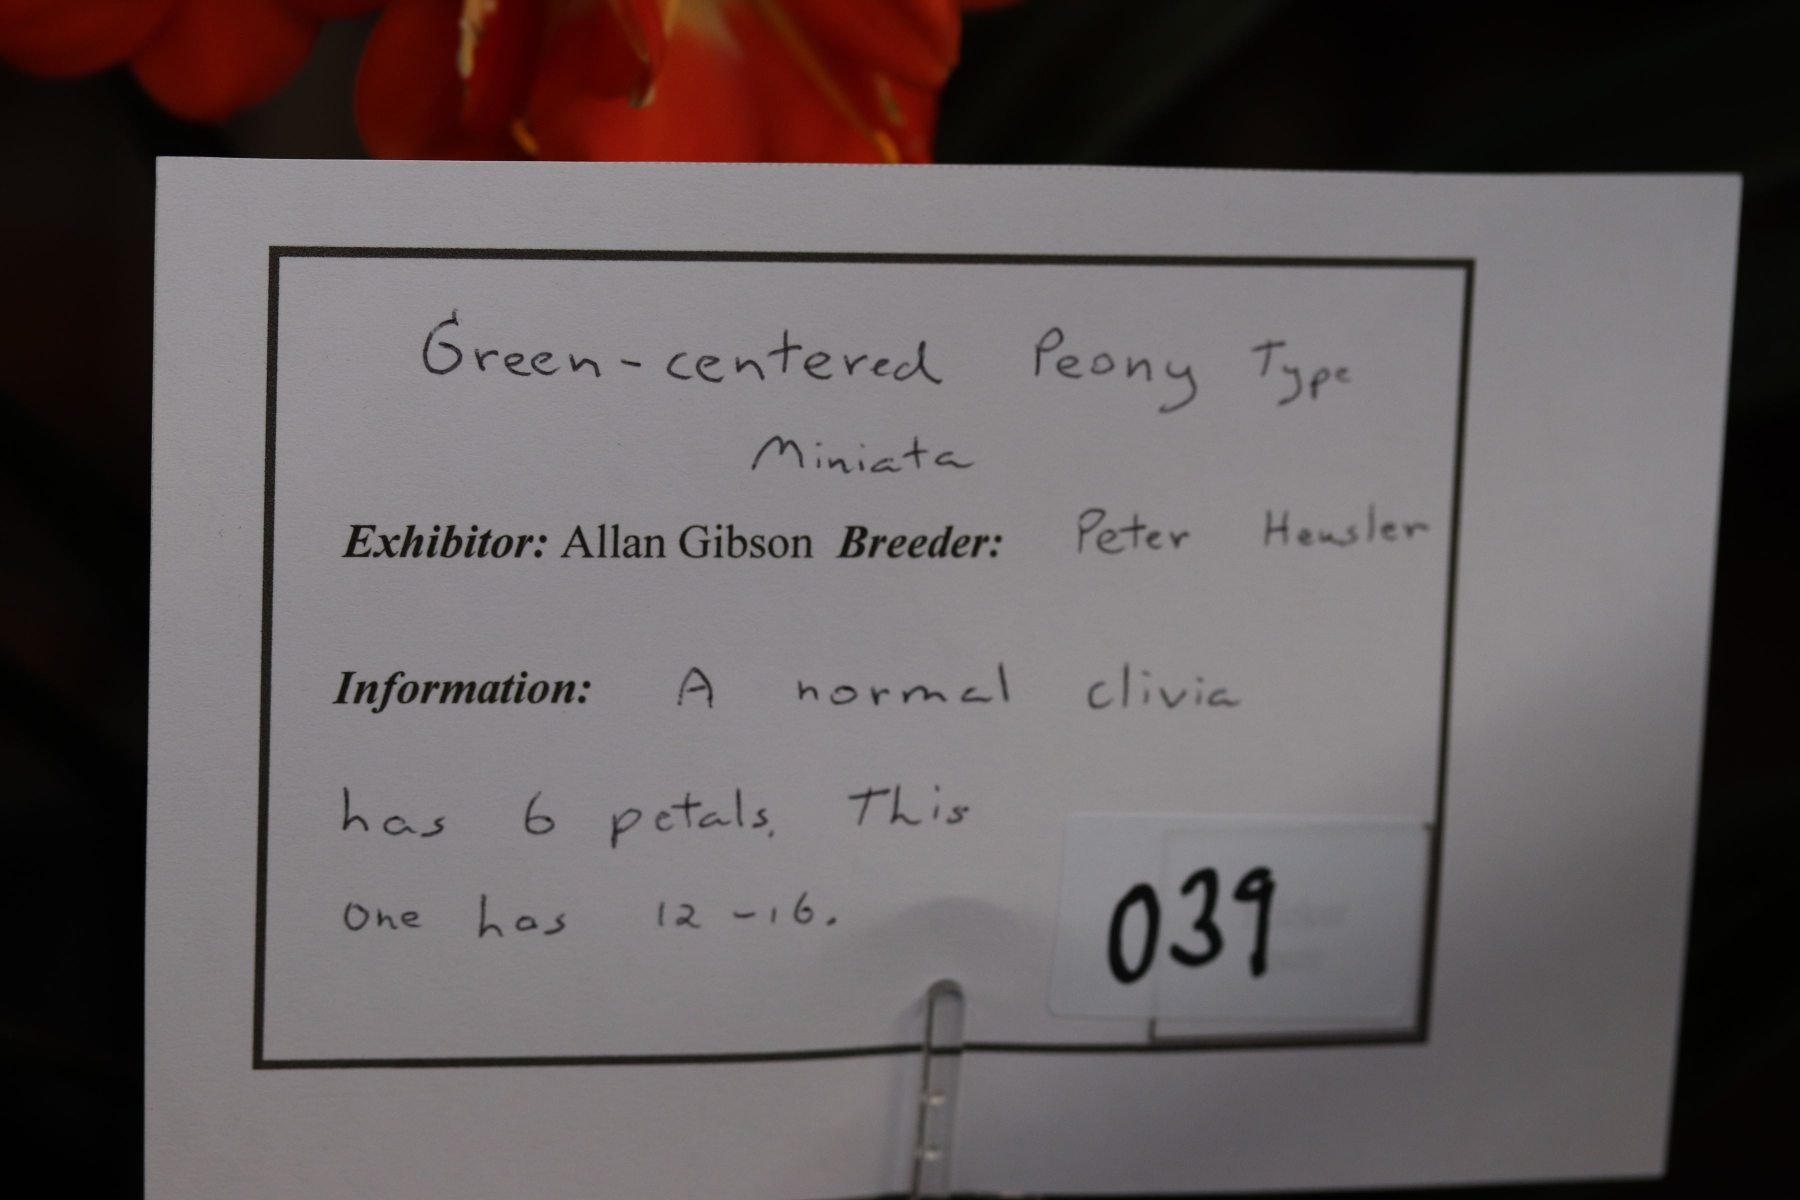 Green-centered Peony Type
Miniata
Exhibitor: Allan Gibson Breeder: Peter Heusler
Information: A normal clivia
has 6 petals. This
one has 12-16.
039